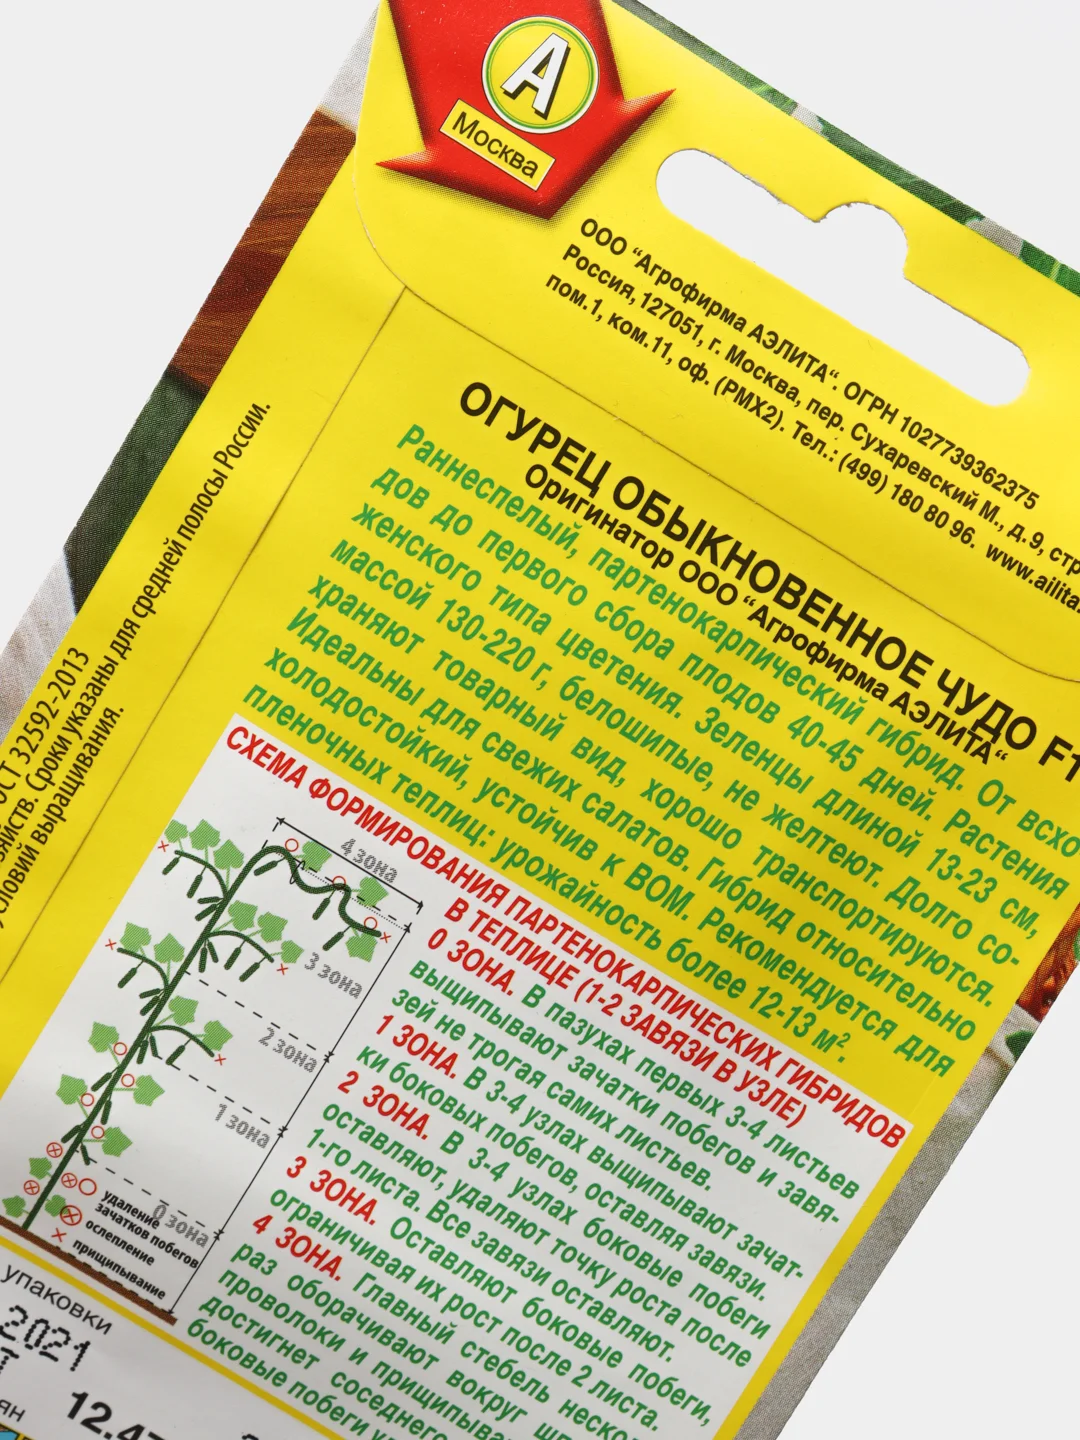 А
Москва
ООО "Агрофирма АЭЛИТА". ОГРН 1027739362375
Россия, 127051, г. Москва, пер. Сухаревский М., д. 9, стр
пом.1, ком.11, оф. (РМХ2). Тел.: (499) 180 80 96. www.ailita
ОГУРЕЦ ОБЫКНОВЕННОЕ ЧУДО F1
Оригинатор ООО "Агрофирма АЭЛИТА"
Раннеспелый, партенокарпический гибрид. От всхо
дов до первого сбора плодов 40-45 дней. Растения
женского типа цветения. Зеленцы длиной 13-23 см,
массой 130-220 г, белошипые, не желтеют. Долго со-
храняют товарный вид, хорошо транспортируются.
Идеальны для свежих салатов. Гибрид относительно
холодостойкий, устойчив к ВОМ. Рекомендуется для
пленочных теплиц: урожайность более 12-13 м².
СХЕМА ФОРМИРОВАНИЯ ПАРТЕНОКАРПИЧЕСКИХ ГИБРИДОВ
В ТЕПЛИЦЕ (1-2 ЗАВЯЗИ В УЗЛЕ)
0 ЗОНА. В пазухах первых 3-4 листьев
выщипывают зачатки побегов и завя-
зей не трогая самих листьев.
1 ЗОНА. В 3-4 узлах выщипывают зачат-
ки боковых побегов, оставляя завязи.
2 ЗОНА. В 3-4 узлах боковые побеги
оставляют, удаляют точку роста после
1-го листа. Все завязи оставляют.
3 ЗОНА. Оставляют боковые побеги,
ограничивая их рост после 2 листа.
4 ЗОНА. Главный стебель неско
раз оборачивают вокруг шп
проволоки и прищипыва
достигнет соседнего
боковые побеги
4 зона
3 зона
2 зона
1 зона
0 зона
удаление
зачатков побегов
ослепление
прищипывание
ОСТ 32592-2013
зяйств. Сроки указаны для средней полосы России.
условий выращивания.
упаковки
2021
12.47